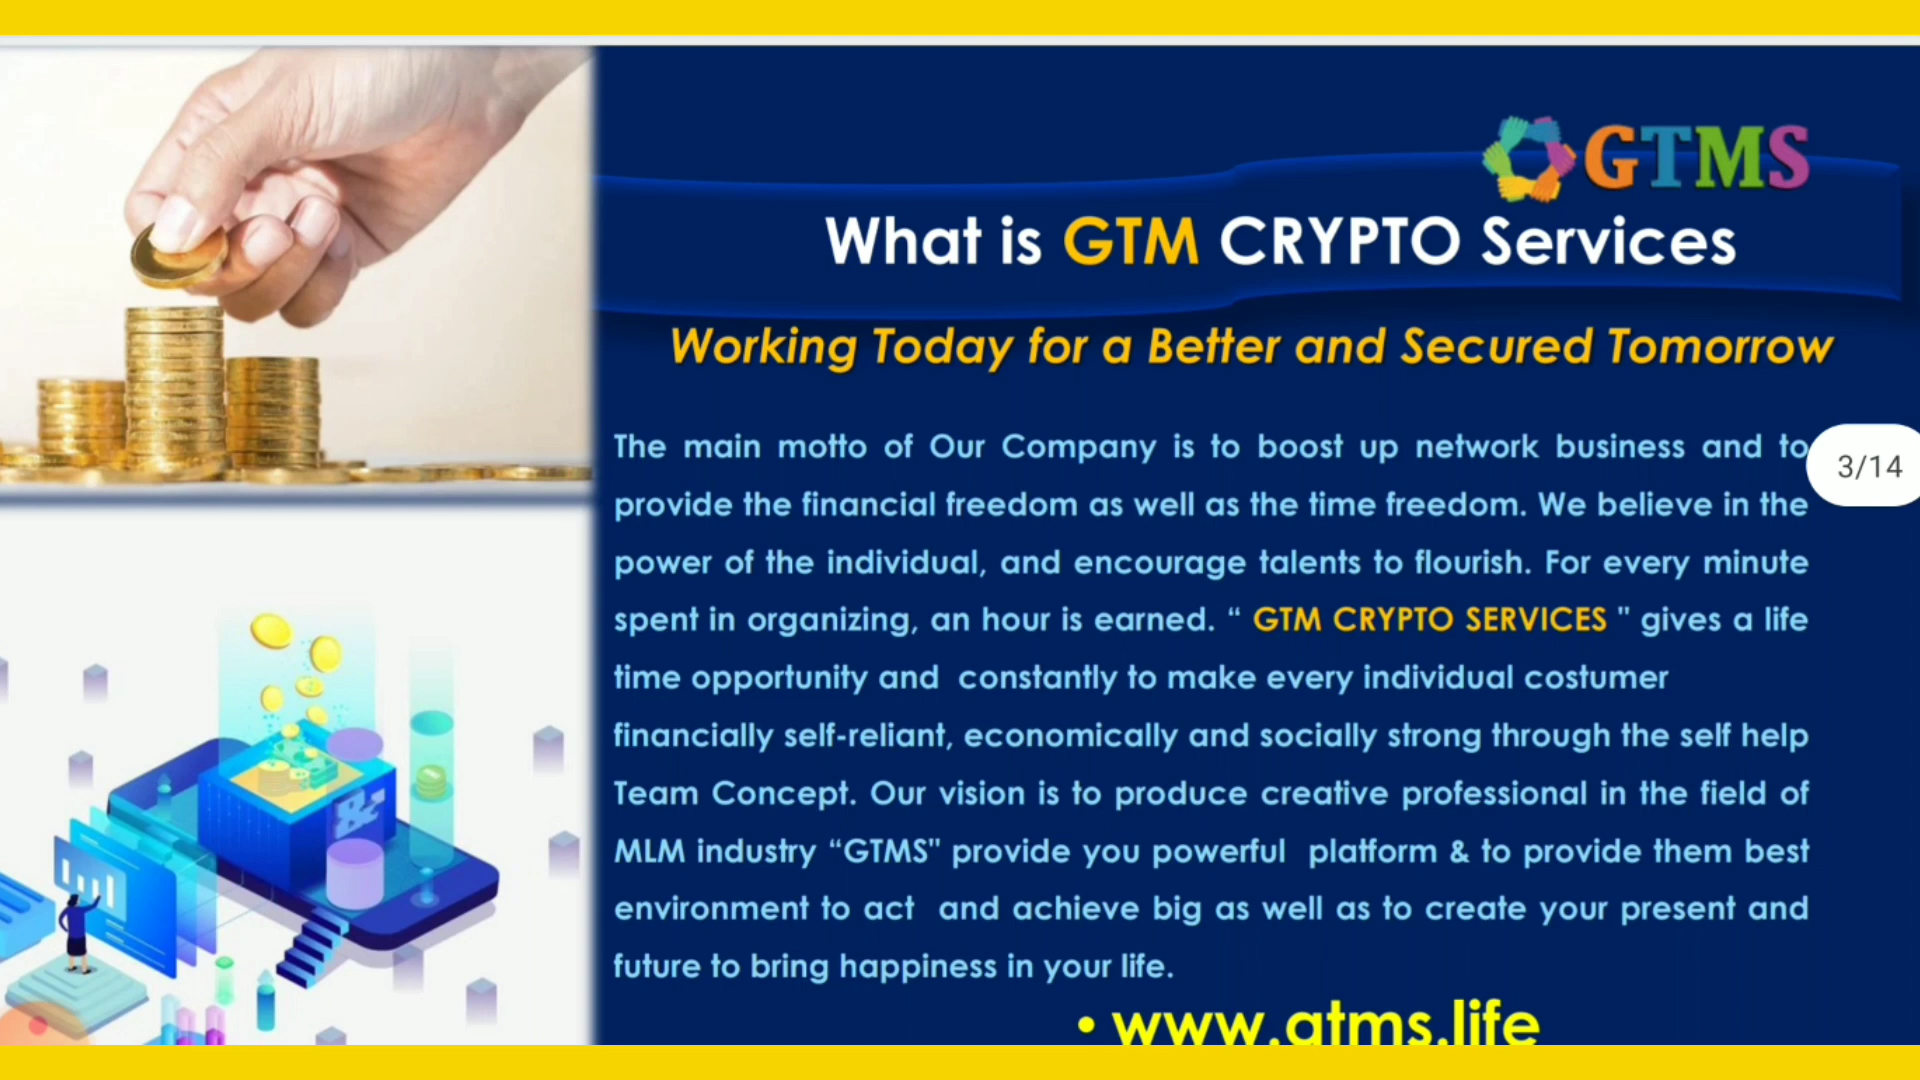 GTMS
What is GTM CRYPTO Services
Working Today for a Better and Secured Tomorrow
The main motto of Our Company is to boost up network business and to
3/14
provide the financial freedom as well as the time freedom. We believe in the
power of the individual, and encourage talents to flourish. For every minute
spent in organizing, an hour is earned. “ GTM CRYPTO SERVICES " gives a life
time opportunity and constantly to make every individual costumer
financially self-reliant, economically and socially strong through the self help
Team Concept. Our vision is to produce creative professional in the field of
MLM industry “GTMS" provide you powerful platform & to provide them best
environment to act and achieve big as well as to create your present and
future to bring happiness in your life.
• www.gtms.life